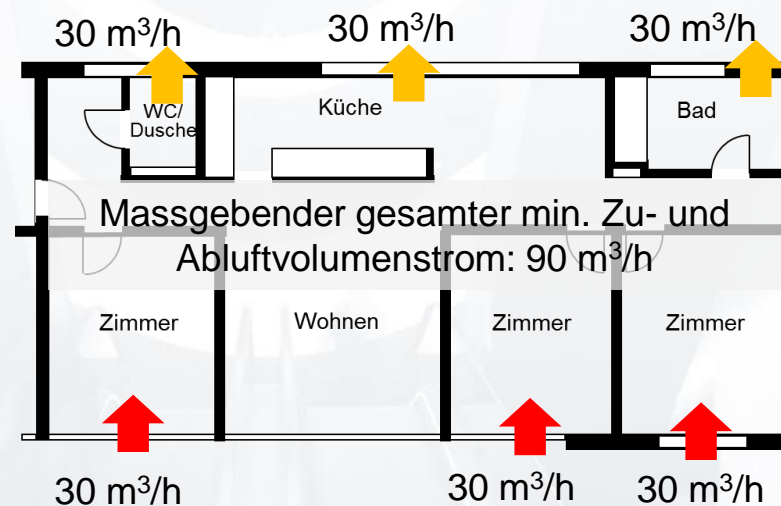 30 m³/h
30 m³/h
30 m³/h
WC/
Dusche
Küche
Bad
Massgebender gesamter min. Zu- und
Abluftvolumenstrom: 90 m³/h
Zimmer
Wohnen
Zimmer
Zimmer
30 m³/h
30 m³/h
30 m³/h